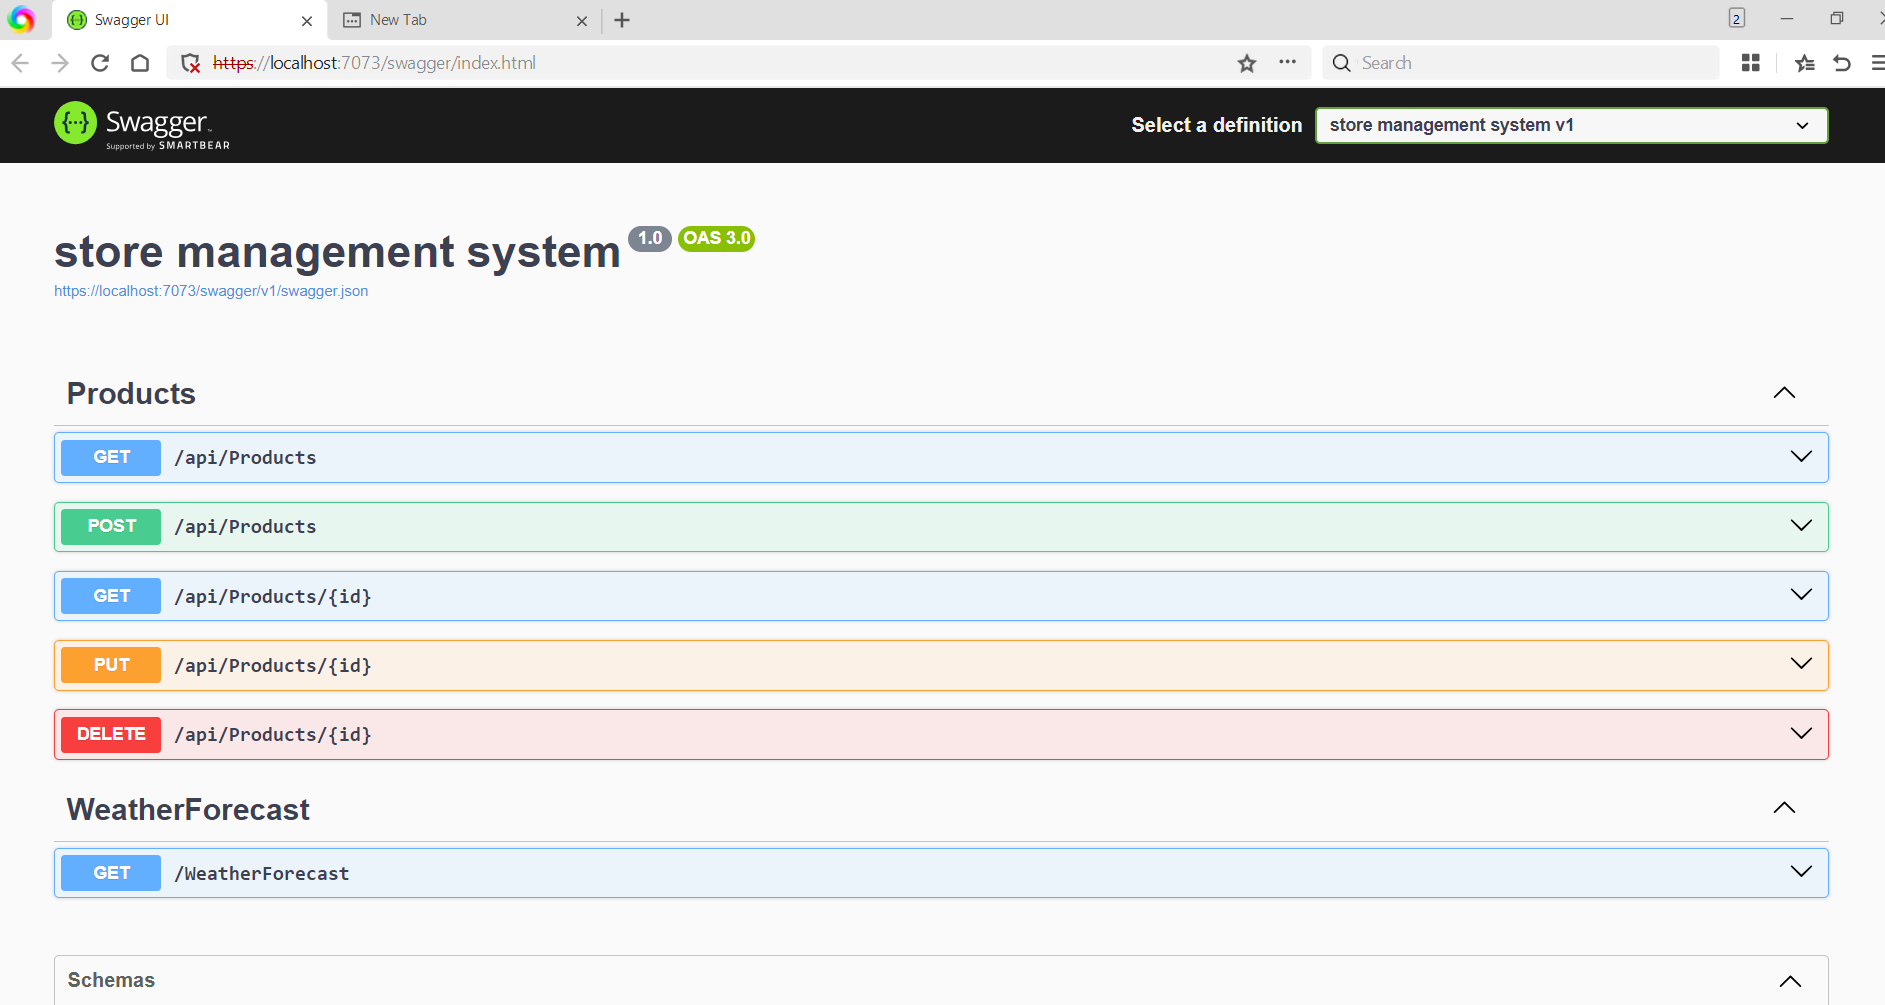 Swagger UI
New Tab
2
https://localhost:7073/swagger/index.html
Search
{...} Swagger
Supported by SMARTBEAR
Select a definition
store management system v1
store management system 1.0 OAS 3.0
https://localhost:7073/swagger/v1/swagger.json
Products
GET /api/Products
POST /api/Products
GET /api/Products/{id}
PUT /api/Products/{id}
DELETE /api/Products/{id}
WeatherForecast
GET /WeatherForecast
Schemas